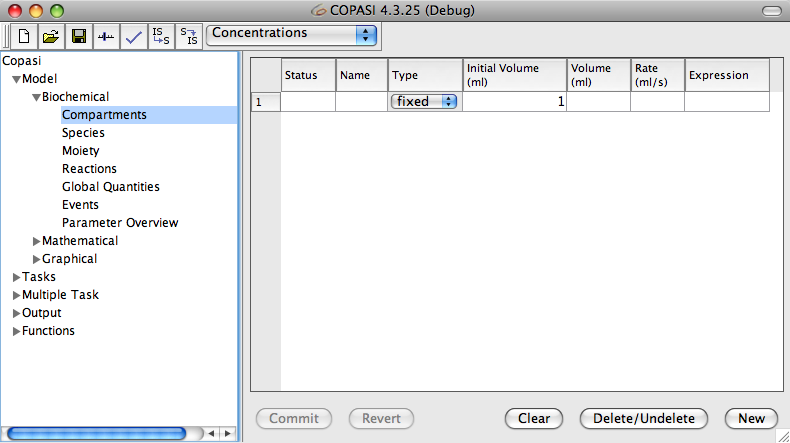 COPASI 4.3.25 (Debug)
IS S
S IS
Concentrations
Copasi
Model
Biochemical
Compartments
Species
Moiety
Reactions
Global Quantities
Events
Parameter Overview
Mathematical
Graphical
Tasks
Multiple Task
Output
Functions
Status Name Type Initial Volume (ml) Volume (ml) Rate (ml/s) Expression
1 fixed 1
Commit Revert Clear Delete/Undelete New